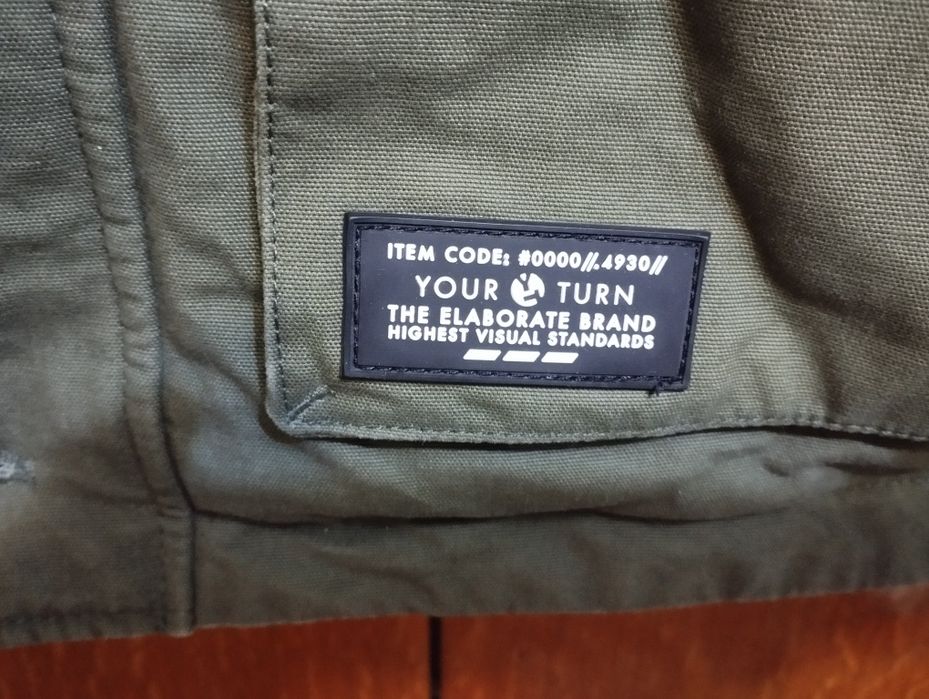 ITEM CODE: #0000//.4930//
YOUR TURN
THE ELABORATE BRAND
HIGHEST VISUAL STANDARDS